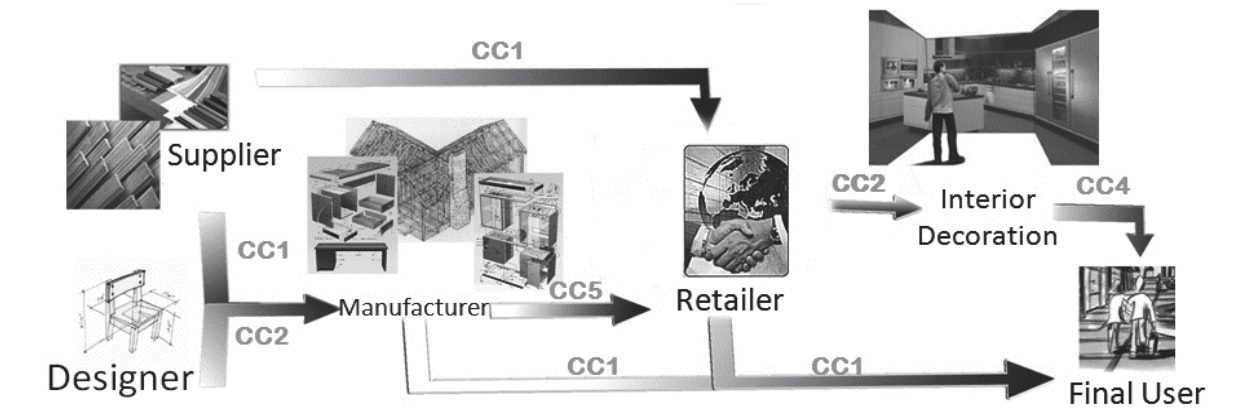 CC1
Supplier
CC2
Interior
Decoration
CC4
CC1
CC5
Manufacturer
Retailer
CC2
Designer
CC1
CC1
Final User